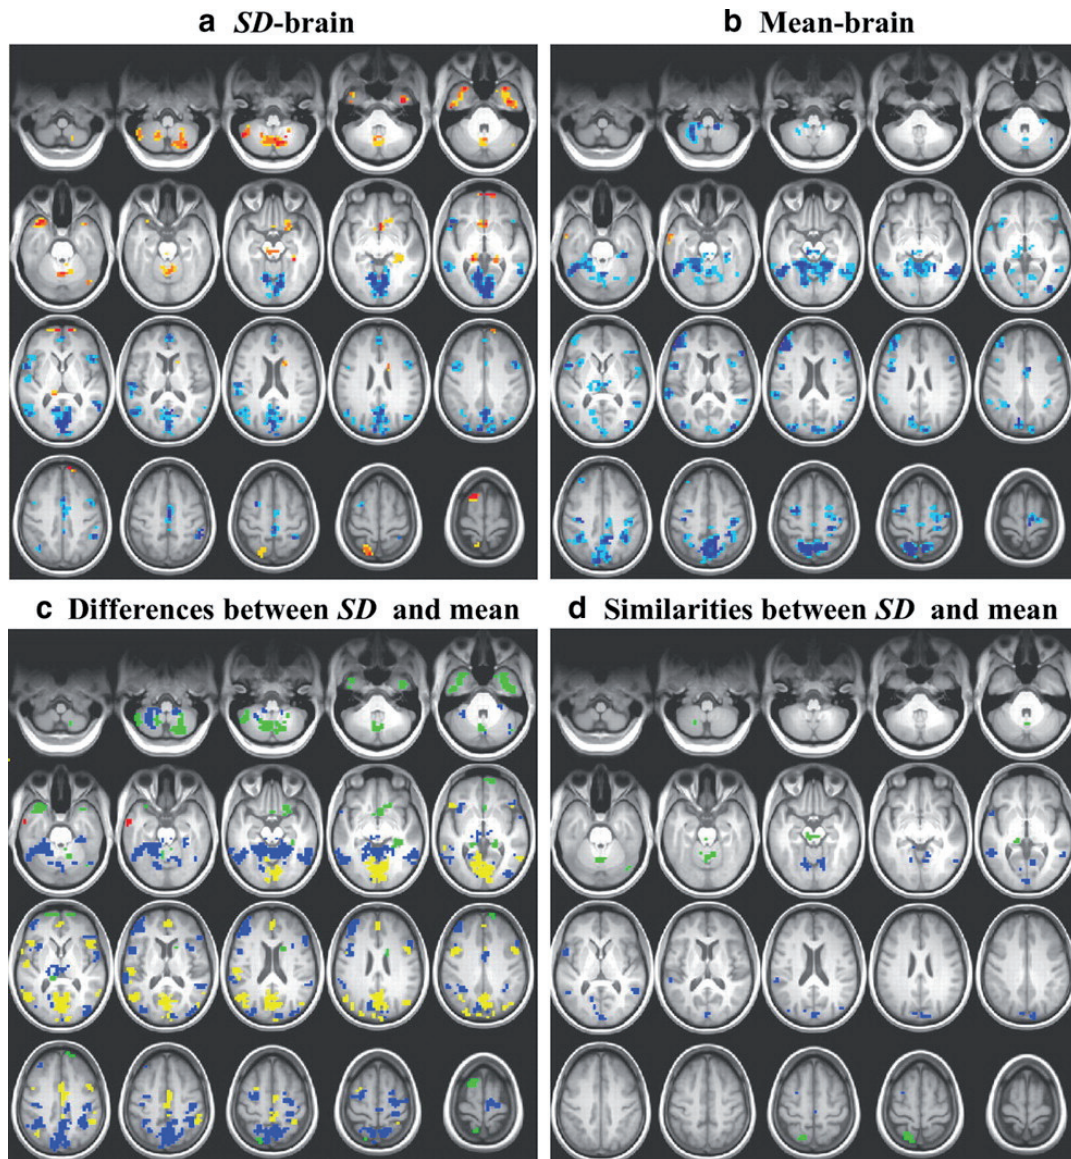 a SD-brain
b Mean-brain
c Differences between SD and mean
d Similarities between SD and mean